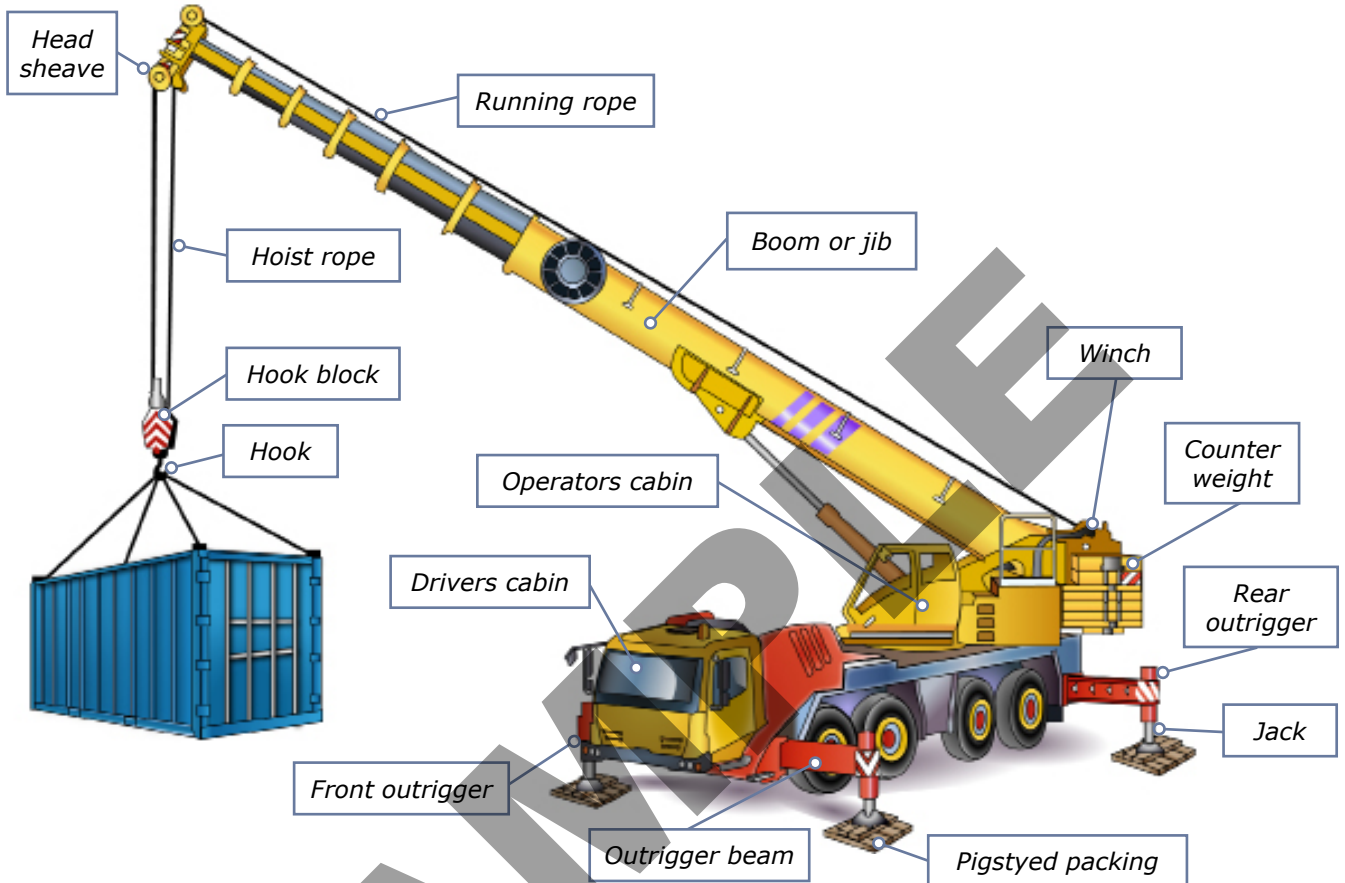 Head
sheave
Running rope
Hoist rope
Boom or jib
Winch
Hook block
Hook
Counter
weight
Operators cabin
Drivers cabin
Rear
outrigger
Jack
Front outrigger
Outrigger beam
Pigstyed packing
SAMPLE